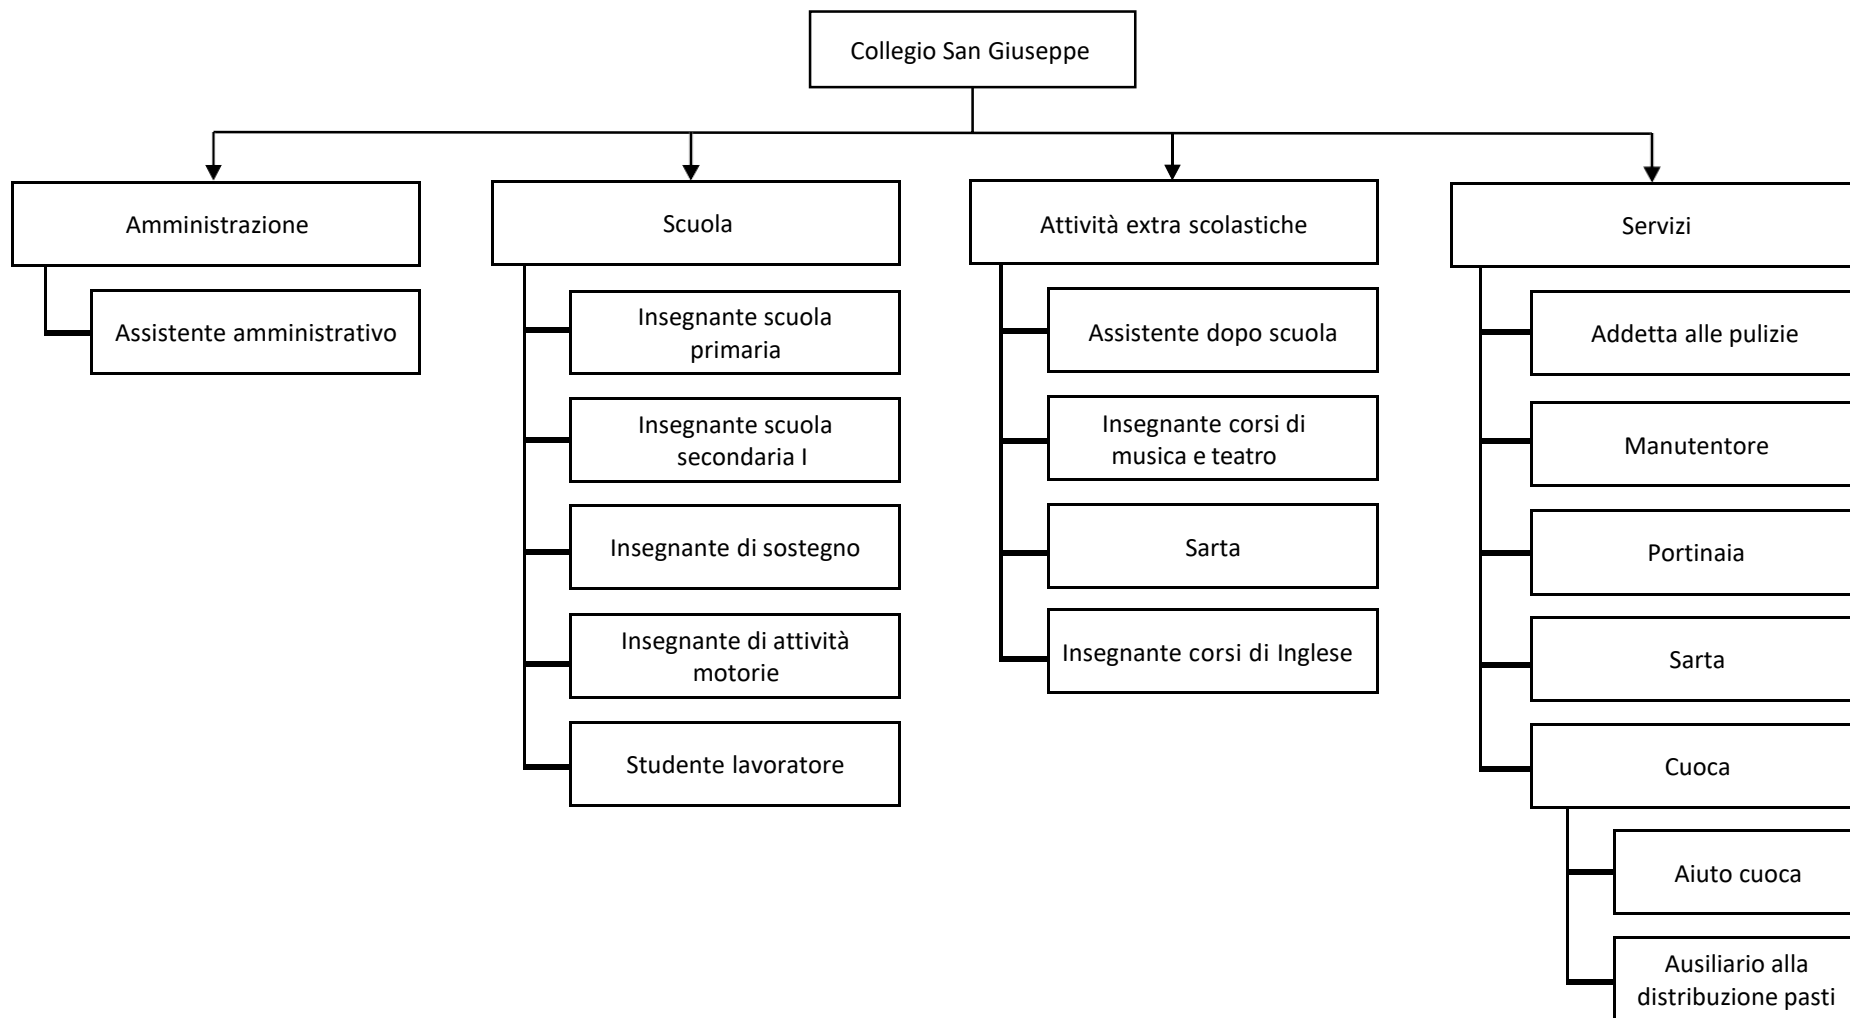 Collegio San Giuseppe
Amministrazione
Assistente amministrativo
Scuola
Insegnante scuola
primaria
Insegnante scuola
secondaria I
Insegnante di sostegno
Insegnante di attività
motorie
Studente lavoratore
Attività extra scolastiche
Assistente dopo scuola
Insegnante corsi di
musica e teatro
Sarta
Insegnante corsi di Inglese
Servizi
Addetta alle pulizie
Manutentore
Portinaia
Sarta
Cuoca
Aiuto cuoca
Ausiliario alla
distribuzione pasti